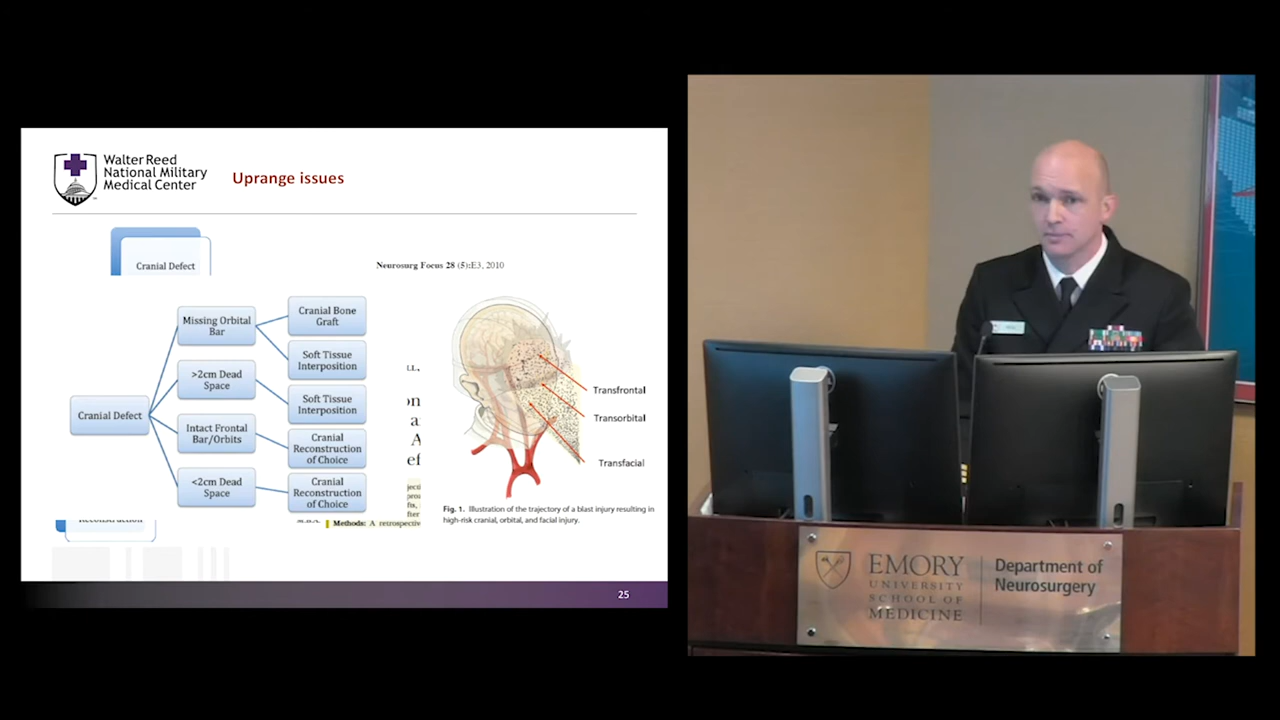 Walter Reed
National Military
Medical Center
Uprange issues
Cranial Defect
Neurosurg Focus 28 (5):E3, 2010
Missing Orbital
Bar
Cranial Bone
Graft
Soft Tissue
Interposition
>2cm Dead
Space
Soft Tissue
Interposition
Cranial Defect
Intact Frontal
Bar/Orbits
Cranial
Reconstruction
of Choice
<2cm Dead
Space
Cranial
Reconstruction
of Choice
Transfrontal
Transorbital
Transfacial
Fig. 1. Illustration of the trajectory of a blast injury resulting in
high-risk cranial, orbital, and facial injury.
Methods: A retrospectiv
25
EMORY
UNIVERSITY
SCHOOL OF
MEDICINE
Department of
Neurosurgery